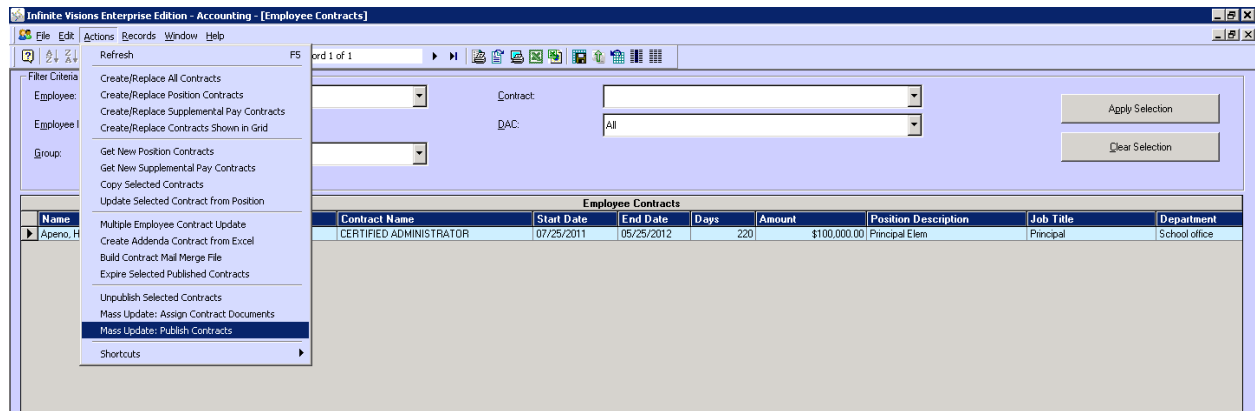 Infinite Visions Enterprise Edition - Accounting - [Employee Contracts]
File Edit Actions Records Window Help
Refresh F5
ord 1 of 1
Filter Criteria
Create/Replace All Contracts
Employee:
Contract:
Create/Replace Position Contracts
Apply Selection
Create/Replace Supplemental Pay Contracts
Employee I
Create/Replace Contracts Shown in Grid
DAC:
All
Group:
Get New Position Contracts
Clear Selection
Get New Supplemental Pay Contracts
Copy Selected Contracts
Update Selected Contract from Position
Employee Contracts
Name Contract Name Start Date End Date Days Amount Position Description Job Title Department
Apeno, H CERTIFIED ADMINISTRATOR 07/25/2011 05/25/2012 220 $100,000.00 Principal Elem Principal School office
Multiple Employee Contract Update
Create Addenda Contract from Excel
Build Contract Mail Merge File
Expire Selected Published Contracts
Unpublish Selected Contracts
Mass Update: Assign Contract Documents
Mass Update: Publish Contracts
Shortcuts